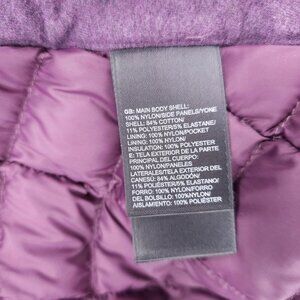 GB: MAIN BODY SHELL:
100% NYLON/SIDE PANELS/YONE
SHELL: 84% COTTON/
11% POLYESTER/5% ELASTANE/
LINING: 100% NYLON/POCKET
LINING: 100% NYLON/
INSULATION: 100% POLYESTER
E: TELA EXTERIOR DE LA PARTE
PRINCIPAL DEL CUERPO:
100% NYLON/PANELES
LATERALES/TELA EXTERIOR DEL
CANESÚ: 84% ALGODÓN/
11% POLIÉSTER/5% ELASTANO/
FORRO: 100% NYLON/FORRO
DEL BOLSILLO: 100% NYLON/
AISLAMIENTO: 100% POLIÉSTER